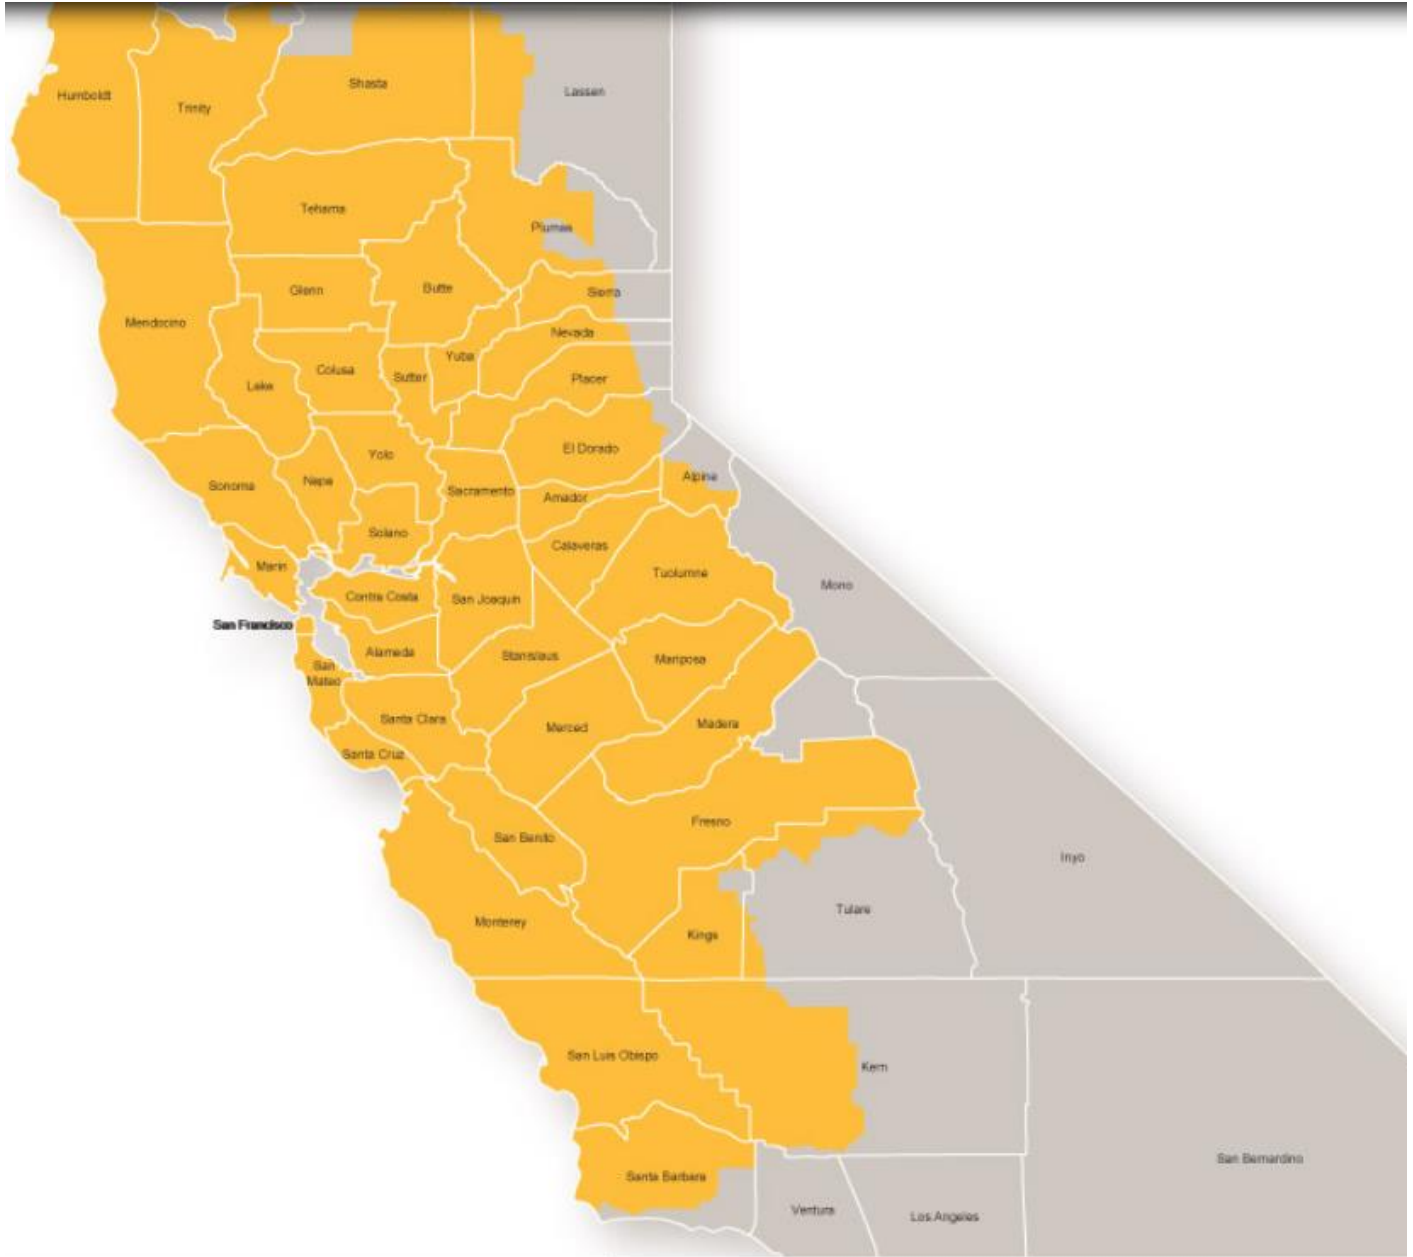 Humboldt
Trinity
Shasta
Lassen
Tehama
Plumas
Glenn
Butte
Sierra
Mendocino
Nevada
Lake
Colusa
Sutter
Yuba
Placer
El Dorado
Yolo
Sonoma
Napa
Sacramento
Alpine
Amador
Solano
Calaveras
Marin
Tuolumne
Mono
Contra Costa
San Joaquin
San Francisco
Alameda
Stanislaus
Mariposa
San
Mateo
Santa Clara
Merced
Madera
Santa Cruz
Fresno
San Benito
Inyo
Tulare
Monterey
Kings
San Luis Obispo
Kern
San Bernardino
Santa Barbara
Ventura
Los Angeles